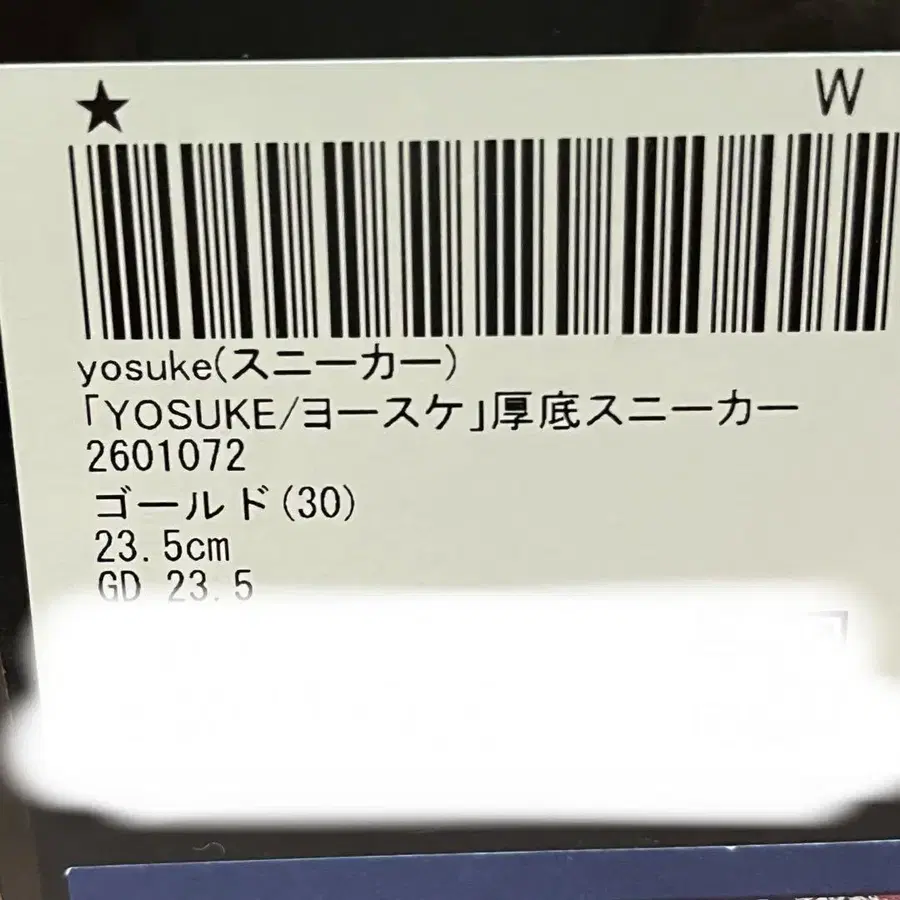 ★ W
yosuke(スニーカー)
「YOSUKE/ヨースケ」厚底スニーカー
2601072
ゴールド(30)
23.5cm
GD 23.5